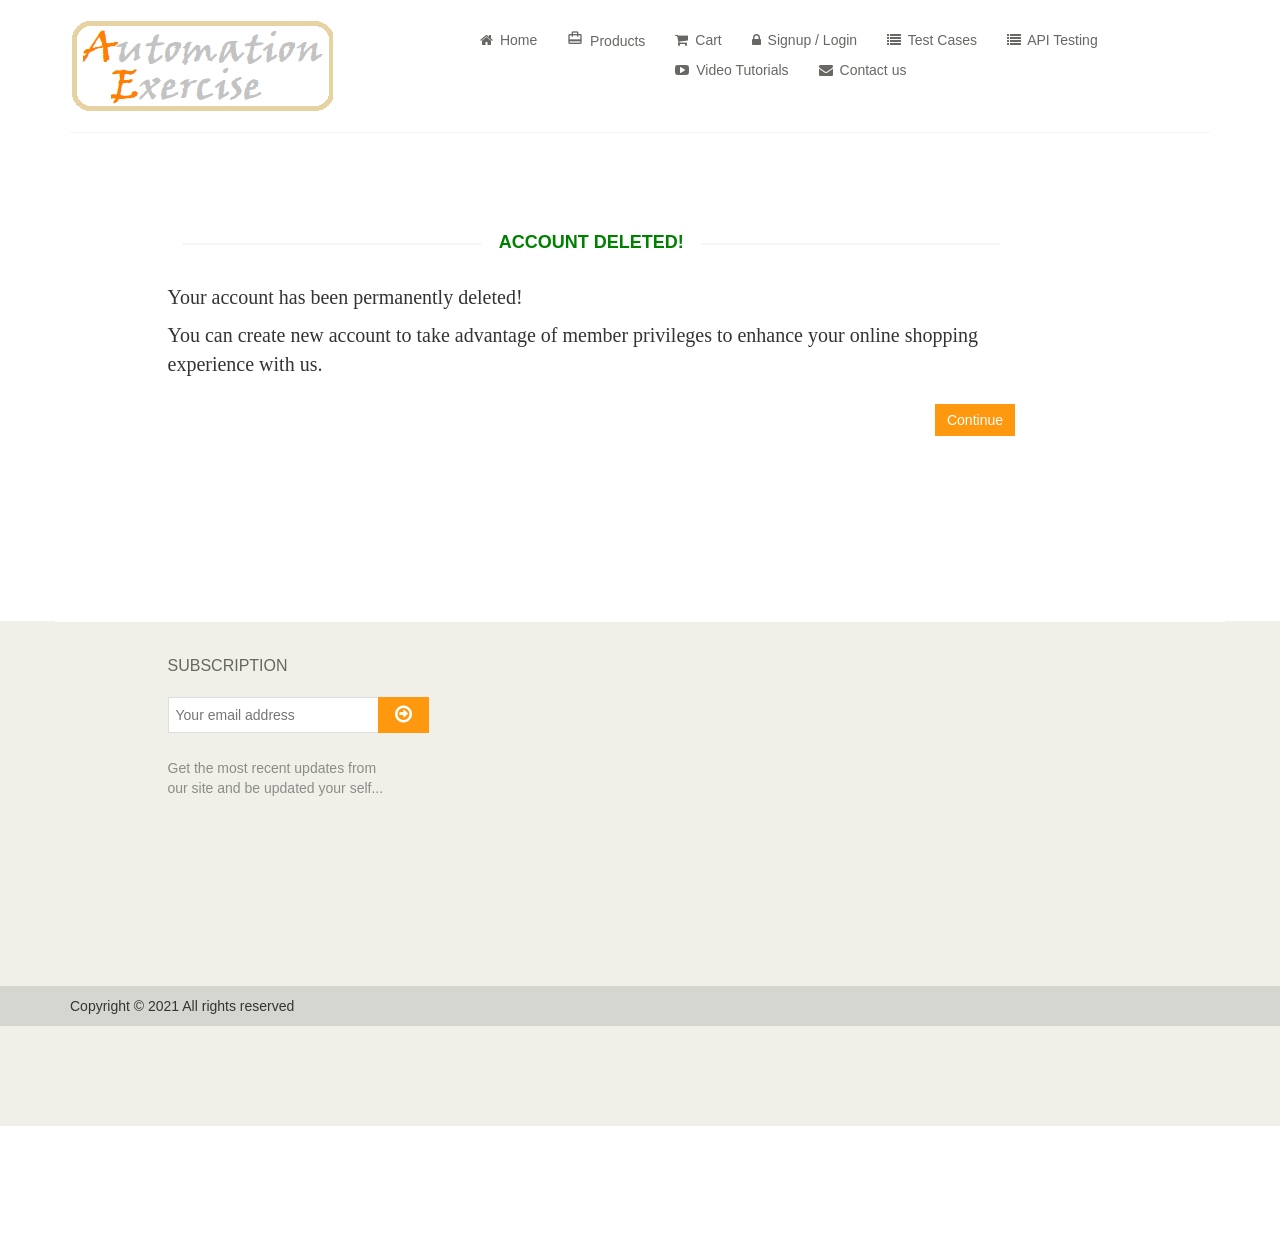 Automation
Exercise
Home
Products
Cart
Signup / Login
Test Cases
API Testing
Video Tutorials
Contact us
ACCOUNT DELETED!
Your account has been permanently deleted!
You can create new account to take advantage of member privileges to enhance your online shopping
experience with us.
Continue
SUBSCRIPTION
Your email address
Get the most recent updates from
our site and be updated your self...
Copyright © 2021 All rights reserved